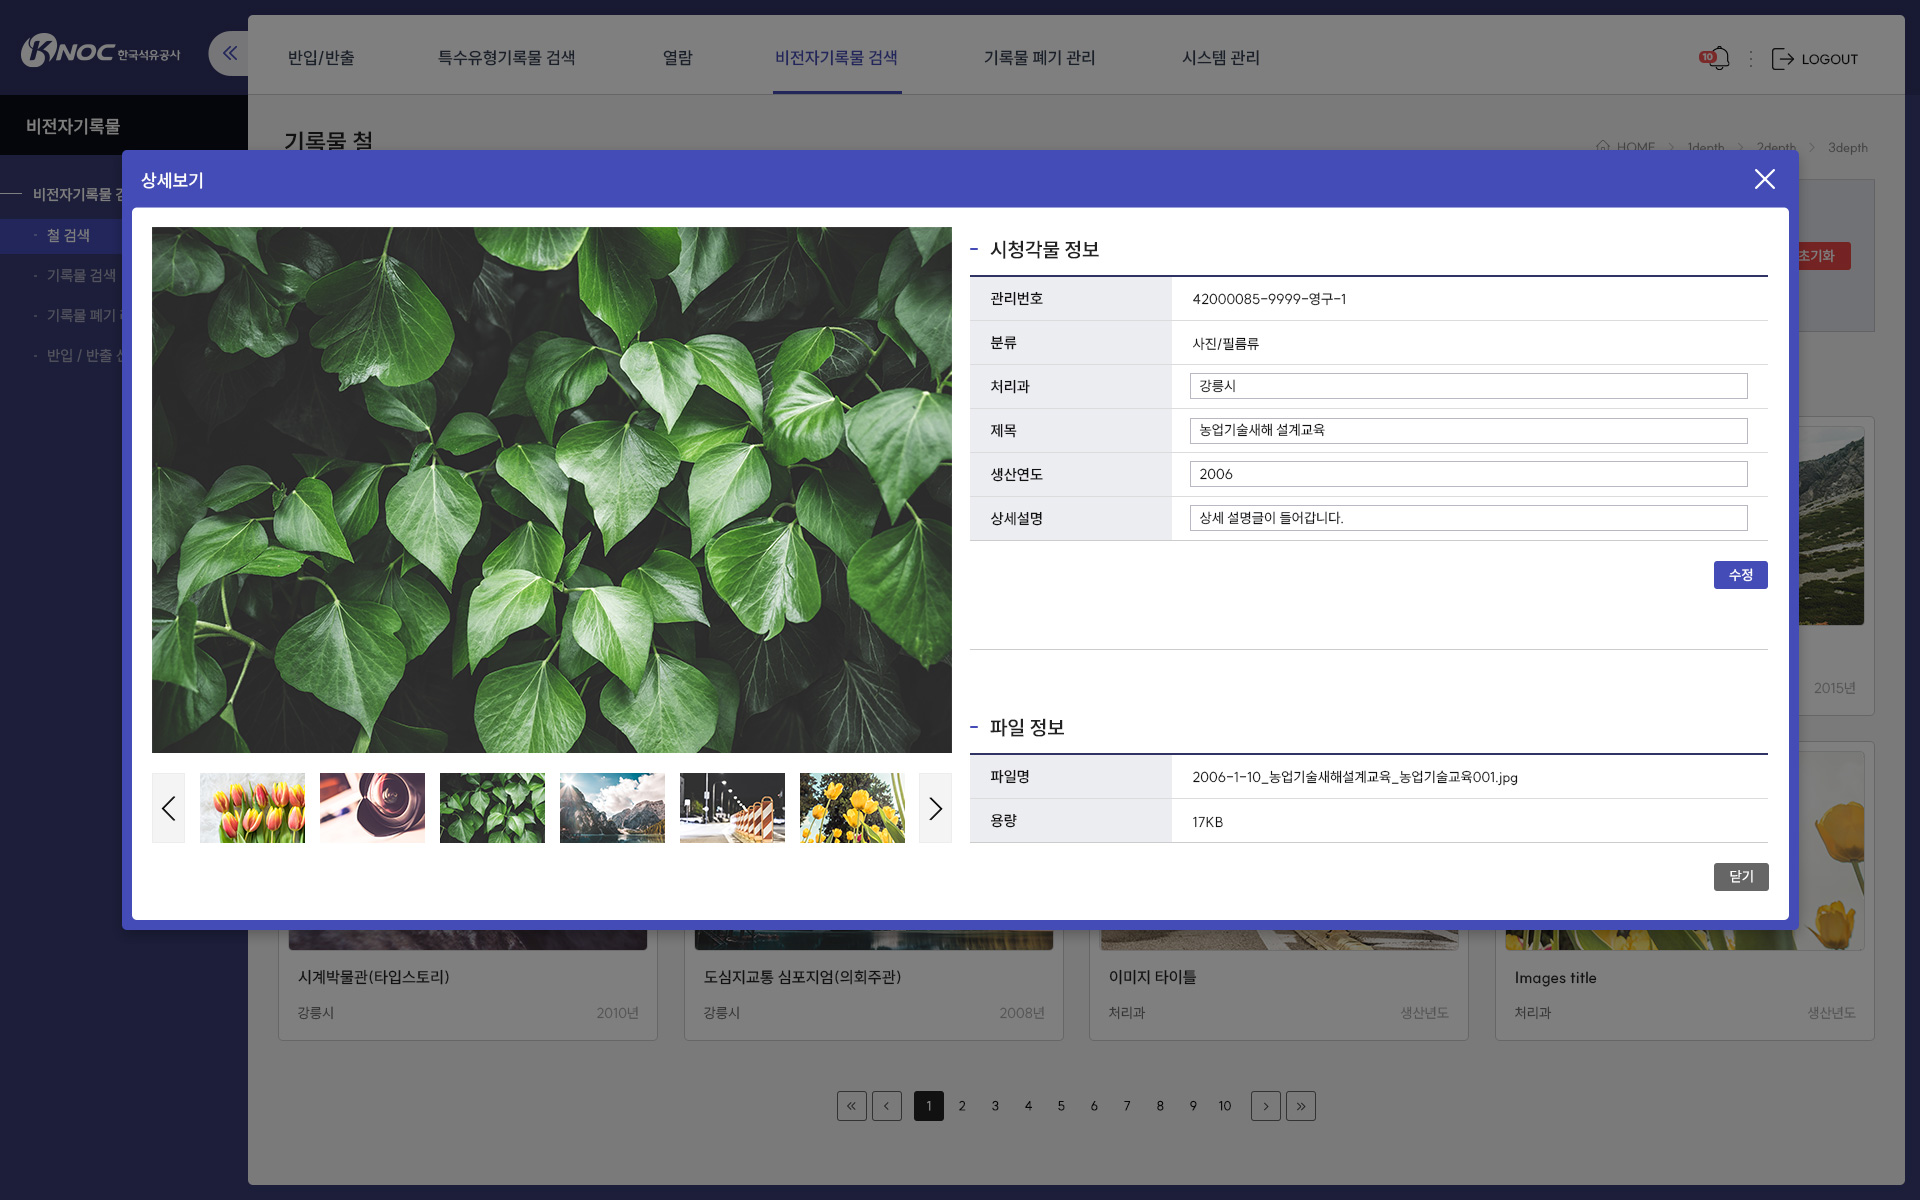 KNOC 한국석유공사
반입/반출
특수유형기록물 검색
열람
비전자기록물 검색
기록물 폐기 관리
시스템 관리
10
LOGOUT
비전자기록물
기록물 철
HOME
1depth
2depth
3depth
비전자기록물
- 철 검색
- 기록물 검색
- 기록물 폐기
- 반입 / 반출
초기화
상세보기
- 시청각물 정보
관리번호
42000085-9999-영구-1
분류
사진/필름류
처리과
강릉시
제목
농업기술새해 설계교육
생산연도
2006
상세설명
상세 설명글이 들어갑니다.
수정
- 파일 정보
파일명
2006-1-10_농업기술새해설계교육_농업기술교육001.jpg
용량
17KB
닫기
2015년
시계박물관(타입스토리)
강릉시
2010년
도심지교통 심포지엄(의회주관)
강릉시
2008년
이미지 타이틀
처리과
생산년도
Images title
처리과
생산년도
1 2 3 4 5 6 7 8 9 10